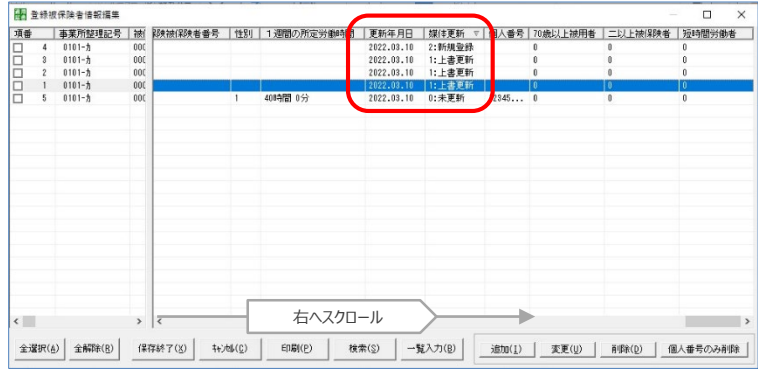 登録被保険者情報編集
項番 事業所整理記号 被保険者番号 性別 1週間の所定労働時間 更新年月日 媒体更新 個人番号 70歳以上被用者 二以上被保険者 短時間労働者
4 0101-ｶ 000 2022.03.10 2:新規登録 0 0 0
3 0101-ｶ 000 2022.03.10 1:上書更新 0 0 0
2 0101-ｶ 000 2022.03.10 1:上書更新 0 0 0
1 0101-ｶ 000 2022.03.10 1:上書更新 0 0 0
5 0101-ｶ 000 1 40時間 0分 2022.03.10 0:未更新 2345... 0 0 0
右へスクロール
全選択(A) 全解除(R) 保存終了(X) ｷｬﾝｾﾙ(C) 印刷(P) 検索(S) 一覧入力(B) 追加(I) 変更(U) 削除(D) 個人番号のみ削除